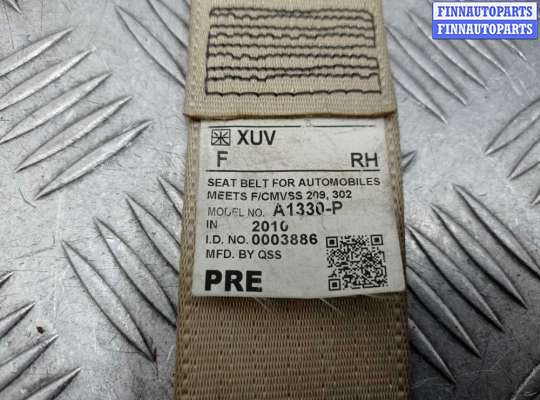 FINNAUTOPARTS
FINNAUTOPARTS
XUV
F RH
SEAT BELT FOR AUTOMOBILES
MEETS F/CMVSS 209, 302
MODEL NO. A1330-P
IN 2010
I.D. NO. 0003886
MFD. BY QSS
PRE